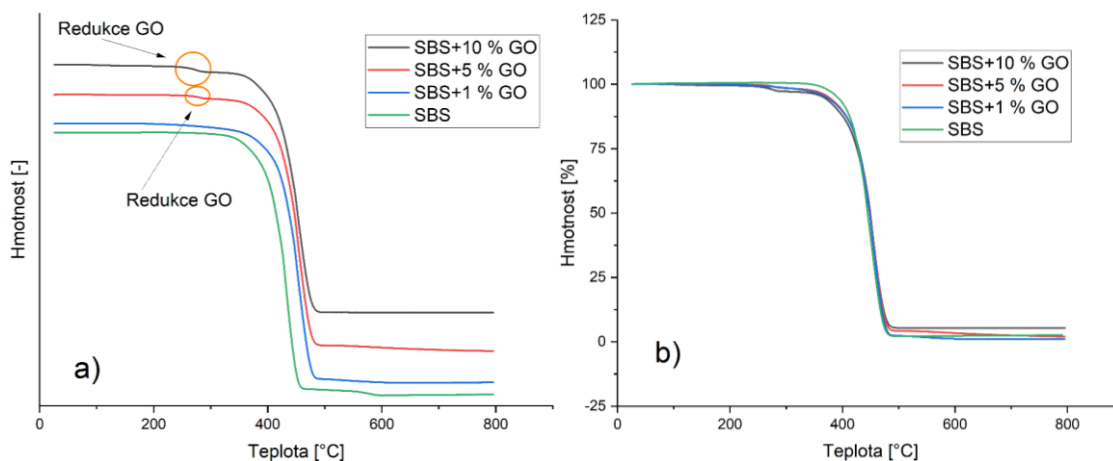 Redukce GO
SBS+10 % GO
SBS+5 % GO
SBS+1 % GO
SBS
Redukce GO
Hmotnost [-]
a)
0
200
400
600
800
Teplota [°C]
125
100
75
50
25
0
-25
Hmotnost [%]
SBS+10 % GO
SBS+5 % GO
SBS+1 % GO
SBS
b)
0
200
400
600
800
Teplota [°C]